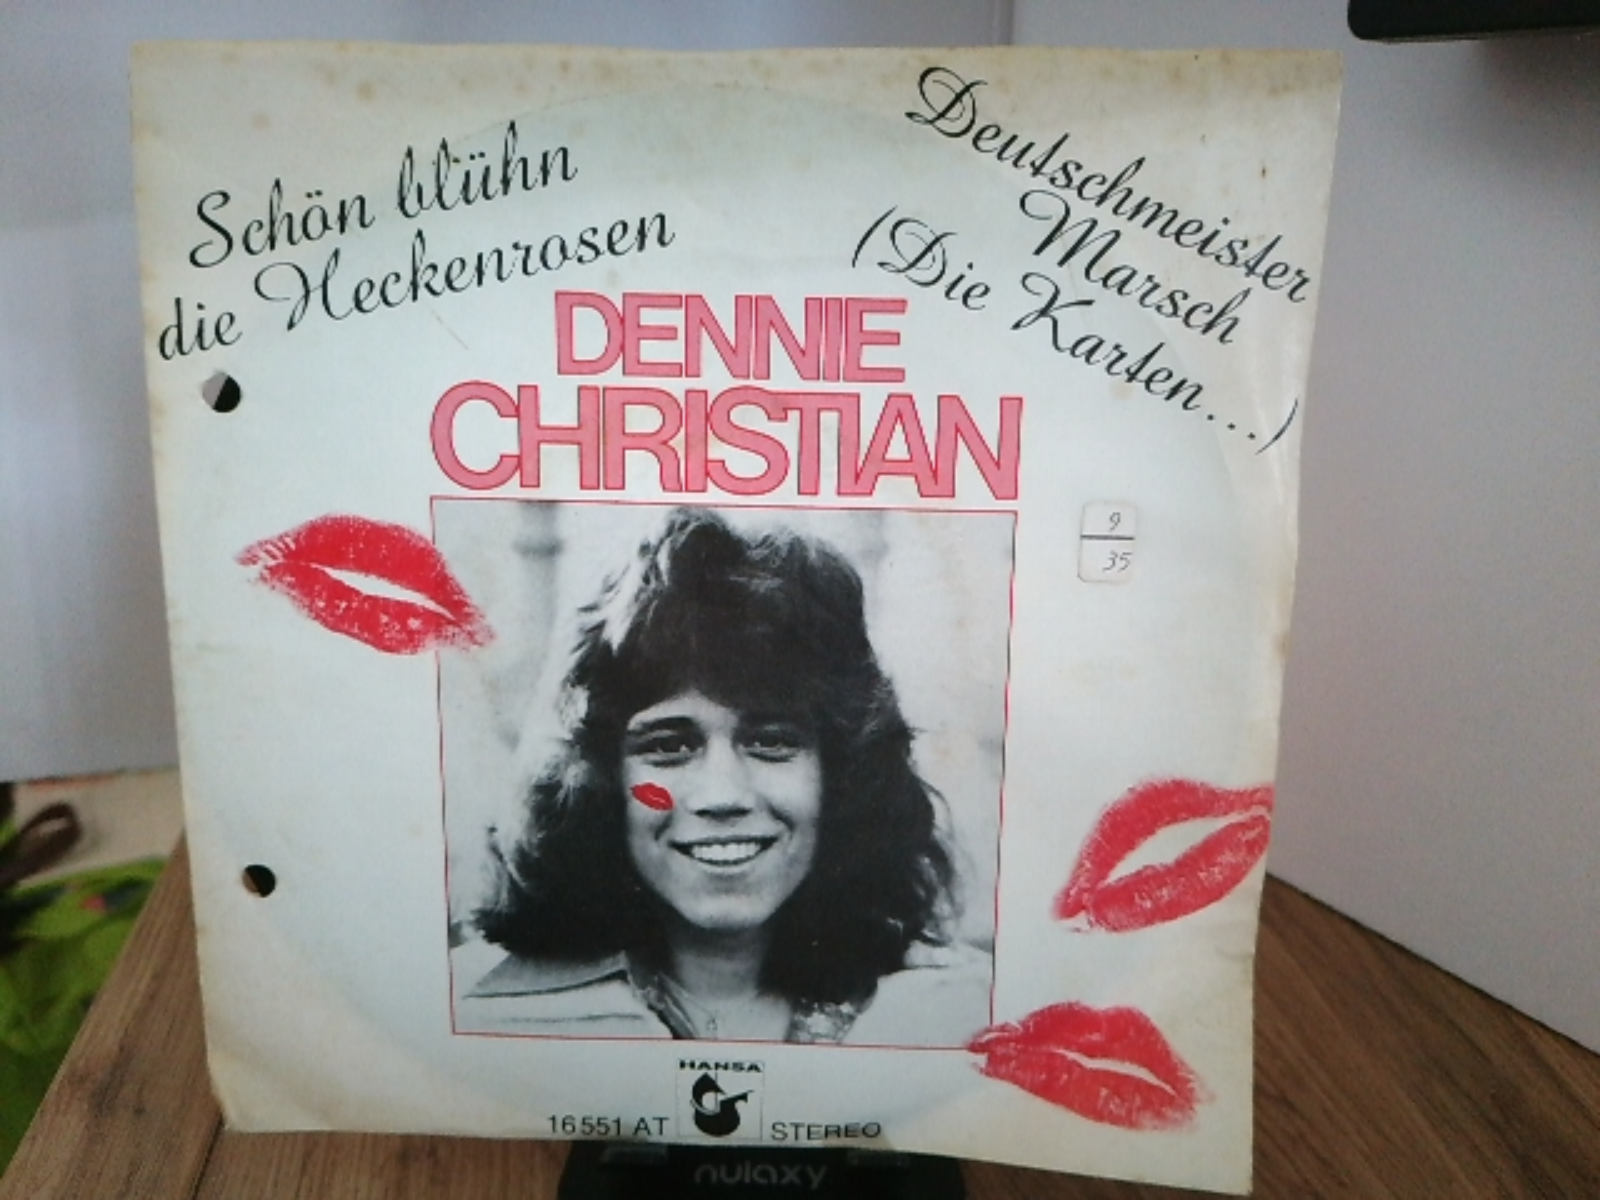 Schön blühn
die Heckenrosen
Deutschmeister
Marsch
(Die Karten...)
DENNIE
CHRISTIAN
9
35
HANSA
16551 AT
STEREO
nulaxy